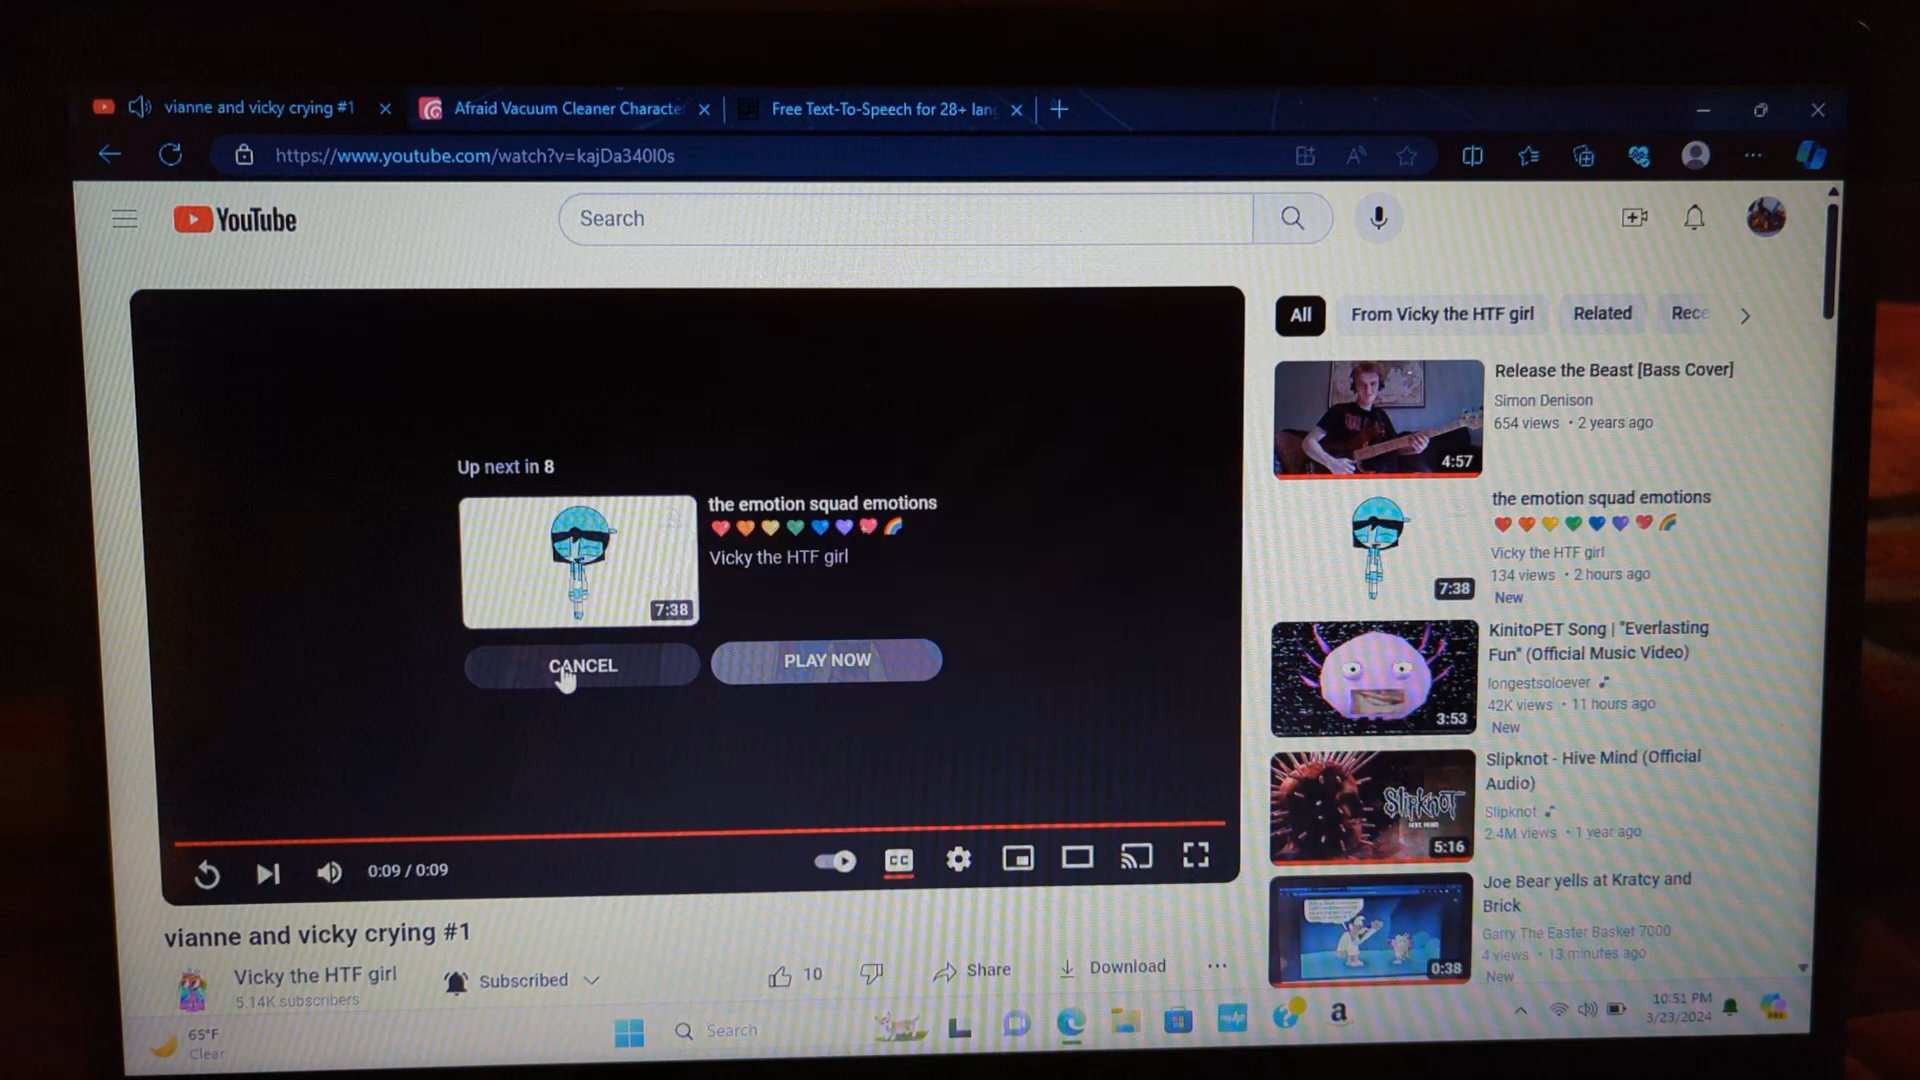 vianne and vicky crying #1
Afraid Vacuum Cleaner Characte
Free Text-To-Speech for 28+ lan
https://www.youtube.com/watch?v=kajDa340I0s
YouTube
Search
All
From Vicky the HTF girl
Related
Rece
Up next in 8
the emotion squad emotions
❤️🧡💛💚💙💜💖🌈
Vicky the HTF girl
7:38
CANCEL
PLAY NOW
0:09 / 0:09
CC
vianne and vicky crying #1
Vicky the HTF girl
5.14K subscribers
Subscribed
10
Share
Download
Release the Beast [Bass Cover]
Simon Denison
654 views • 2 years ago
4:57
the emotion squad emotions
❤️🧡💛💚💙💜💖🌈
Vicky the HTF girl
134 views • 2 hours ago
New
7:38
KinitoPET Song | "Everlasting
Fun" (Official Music Video)
longestsoloever
42K views • 11 hours ago
New
3:53
Slipknot - Hive Mind (Official
Audio)
Slipknot
2.4M views • 1 year ago
Slipknot
5:16
Joe Bear yells at Kratcy and
Brick
Garry The Easter Basket 7000
4 views • 13 minutes ago
New
0:38
65°F
Clear
Search
myhp
a
10:51 PM
3/23/2024